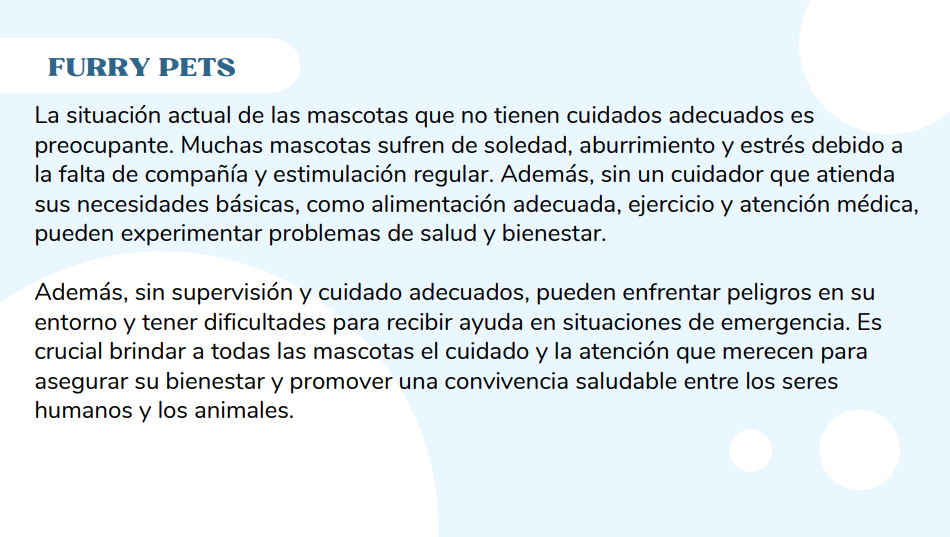 FURRY PETS
La situación actual de las mascotas que no tienen cuidados adecuados es
preocupante. Muchas mascotas sufren de soledad, aburrimiento y estrés debido a
la falta de compañía y estimulación regular. Además, sin un cuidador que atienda
sus necesidades básicas, como alimentación adecuada, ejercicio y atención médica,
pueden experimentar problemas de salud y bienestar.
Además, sin supervisión y cuidado adecuados, pueden enfrentar peligros en su
entorno y tener dificultades para recibir ayuda en situaciones de emergencia. Es
crucial brindar a todas las mascotas el cuidado y la atención que merecen para
asegurar su bienestar y promover una convivencia saludable entre los seres
humanos y los animales.